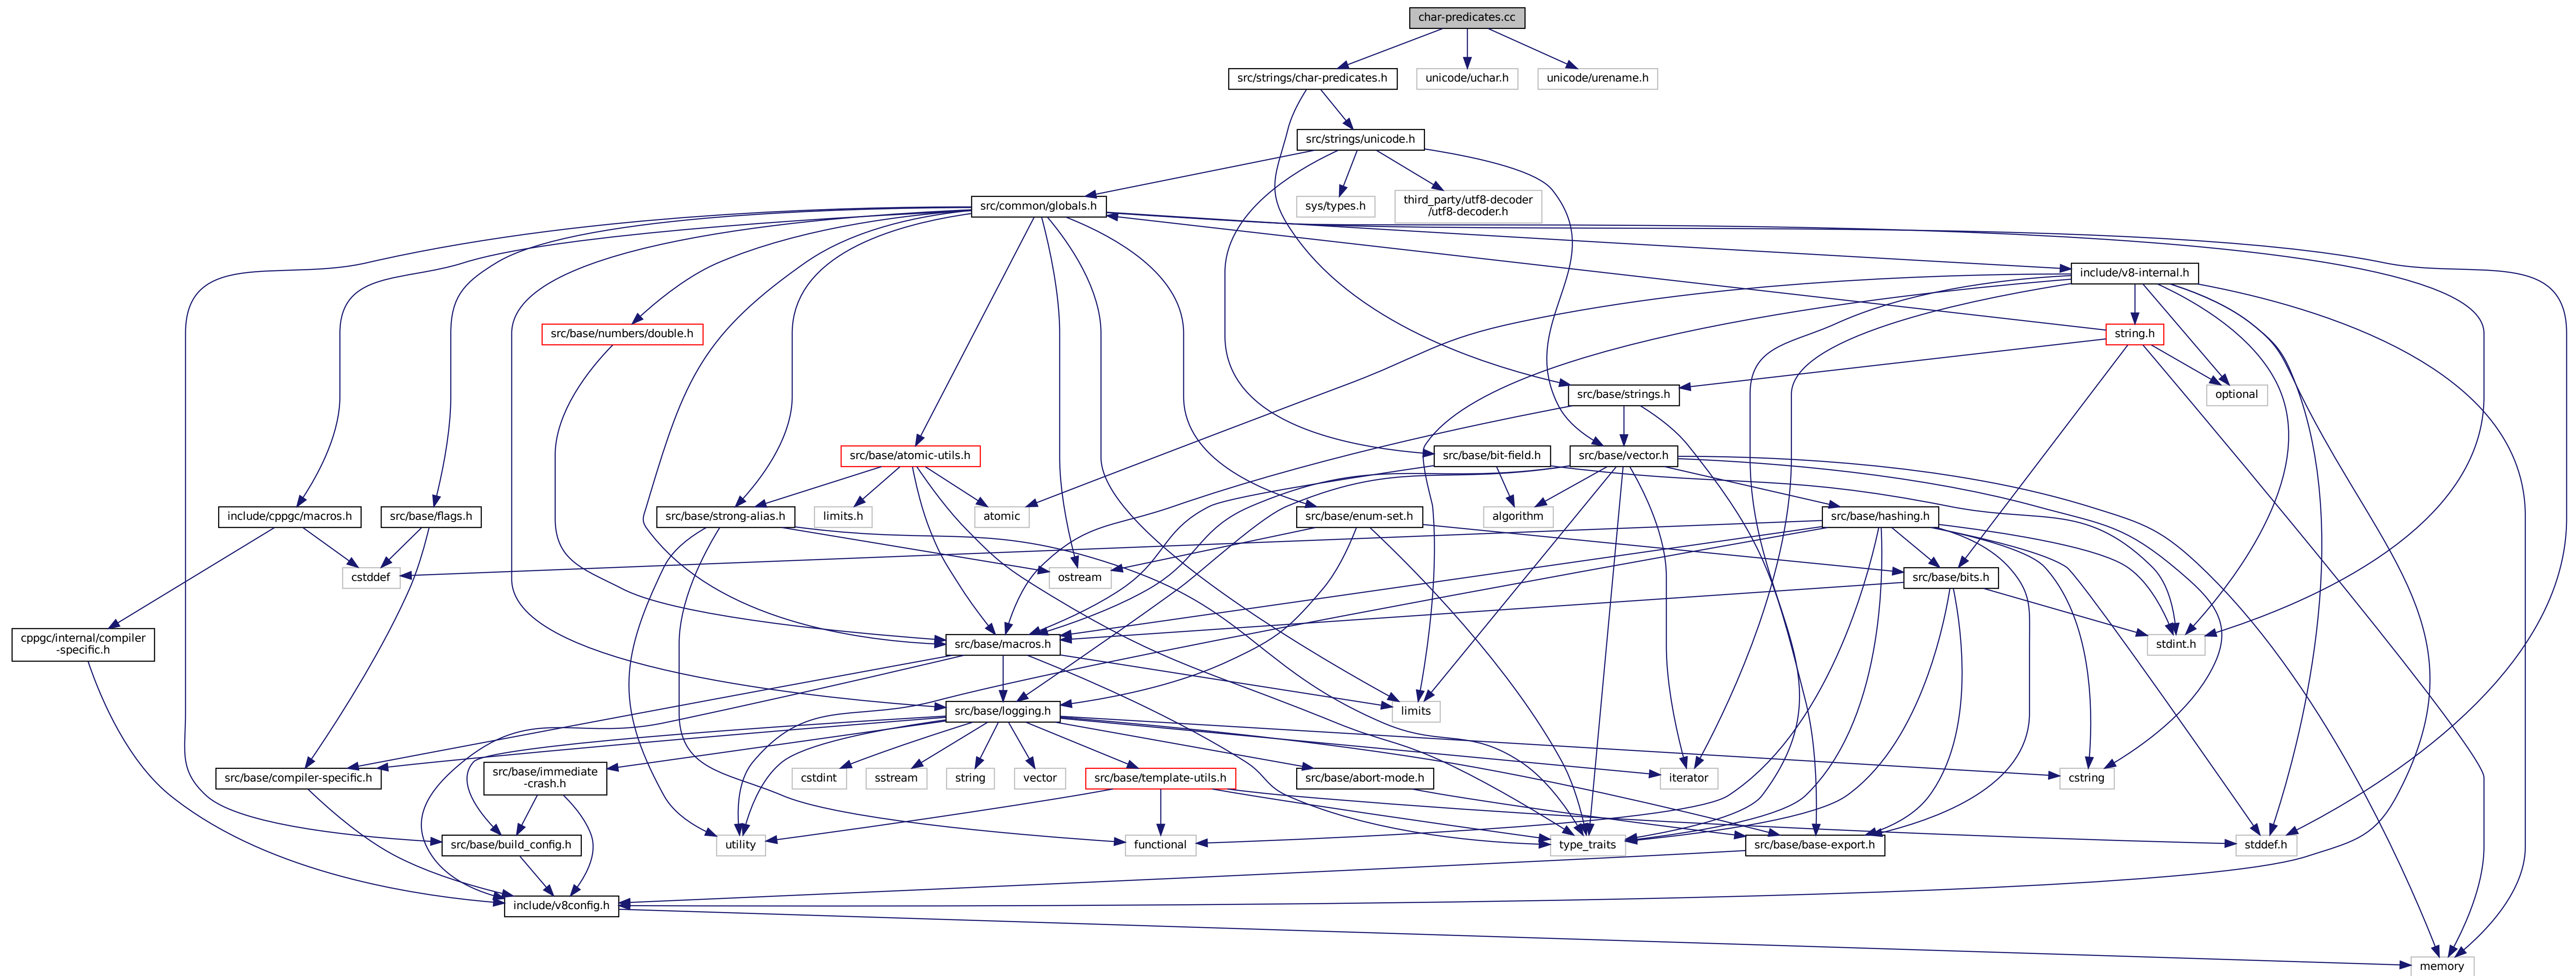 char-predicates.cc
src/strings/char-predicates.h
unicode/uchar.h
unicode/urename.h
src/strings/unicode.h
src/common/globals.h
sys/types.h
third_party/utf8-decoder
/utf8-decoder.h
include/v8-internal.h
src/base/numbers/double.h
string.h
src/base/strings.h
optional
src/base/atomic-utils.h
src/base/bit-field.h
src/base/vector.h
include/cppgc/macros.h
src/base/flags.h
src/base/strong-alias.h
limits.h
atomic
src/base/enum-set.h
algorithm
src/base/hashing.h
cstddef
ostream
src/base/bits.h
cppgc/internal/compiler
-specific.h
src/base/macros.h
stdint.h
src/base/logging.h
limits
src/base/compiler-specific.h
src/base/immediate
-crash.h
cstdint
sstream
string
vector
src/base/template-utils.h
src/base/abort-mode.h
iterator
cstring
src/base/build_config.h
utility
functional
type_traits
src/base/base-export.h
stddef.h
include/v8config.h
memory